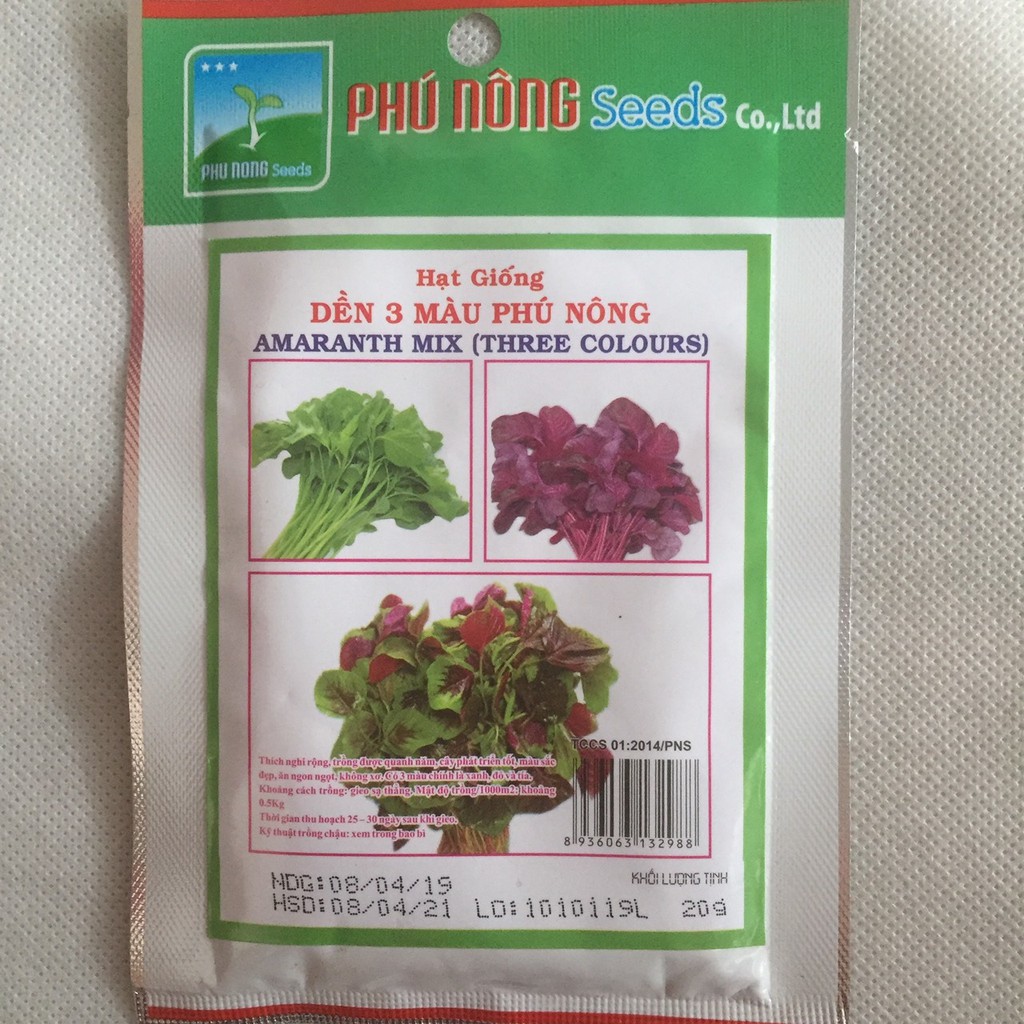 PHU NONG Seeds
PHÚ NÔNG Seeds Co.,Ltd
Hạt Giống
DỀN 3 MÀU PHÚ NÔNG
AMARANTH MIX (THREE COLOURS)
Thích nghi rộng, trồng được quanh năm, cây phát triển tốt, màu sắc
đẹp, ăn ngon ngọt, không xơ. Có 3 màu chính là xanh, đỏ và tía.
Khoảng cách trồng: gieo sạ thẳng. Mật độ trồng/1000m2: khoảng
0.5Kg
Thời gian thu hoạch 25 – 30 ngày sau khi gieo.
Kỹ thuật trồng chậu: xem trong bao bì
TCCS 01:2014/PNS
8 936063 132988
NDG:08/04/19
HSD:08/04/21 LO:1010119L
KHỐI LƯỢNG TỊNH
20g